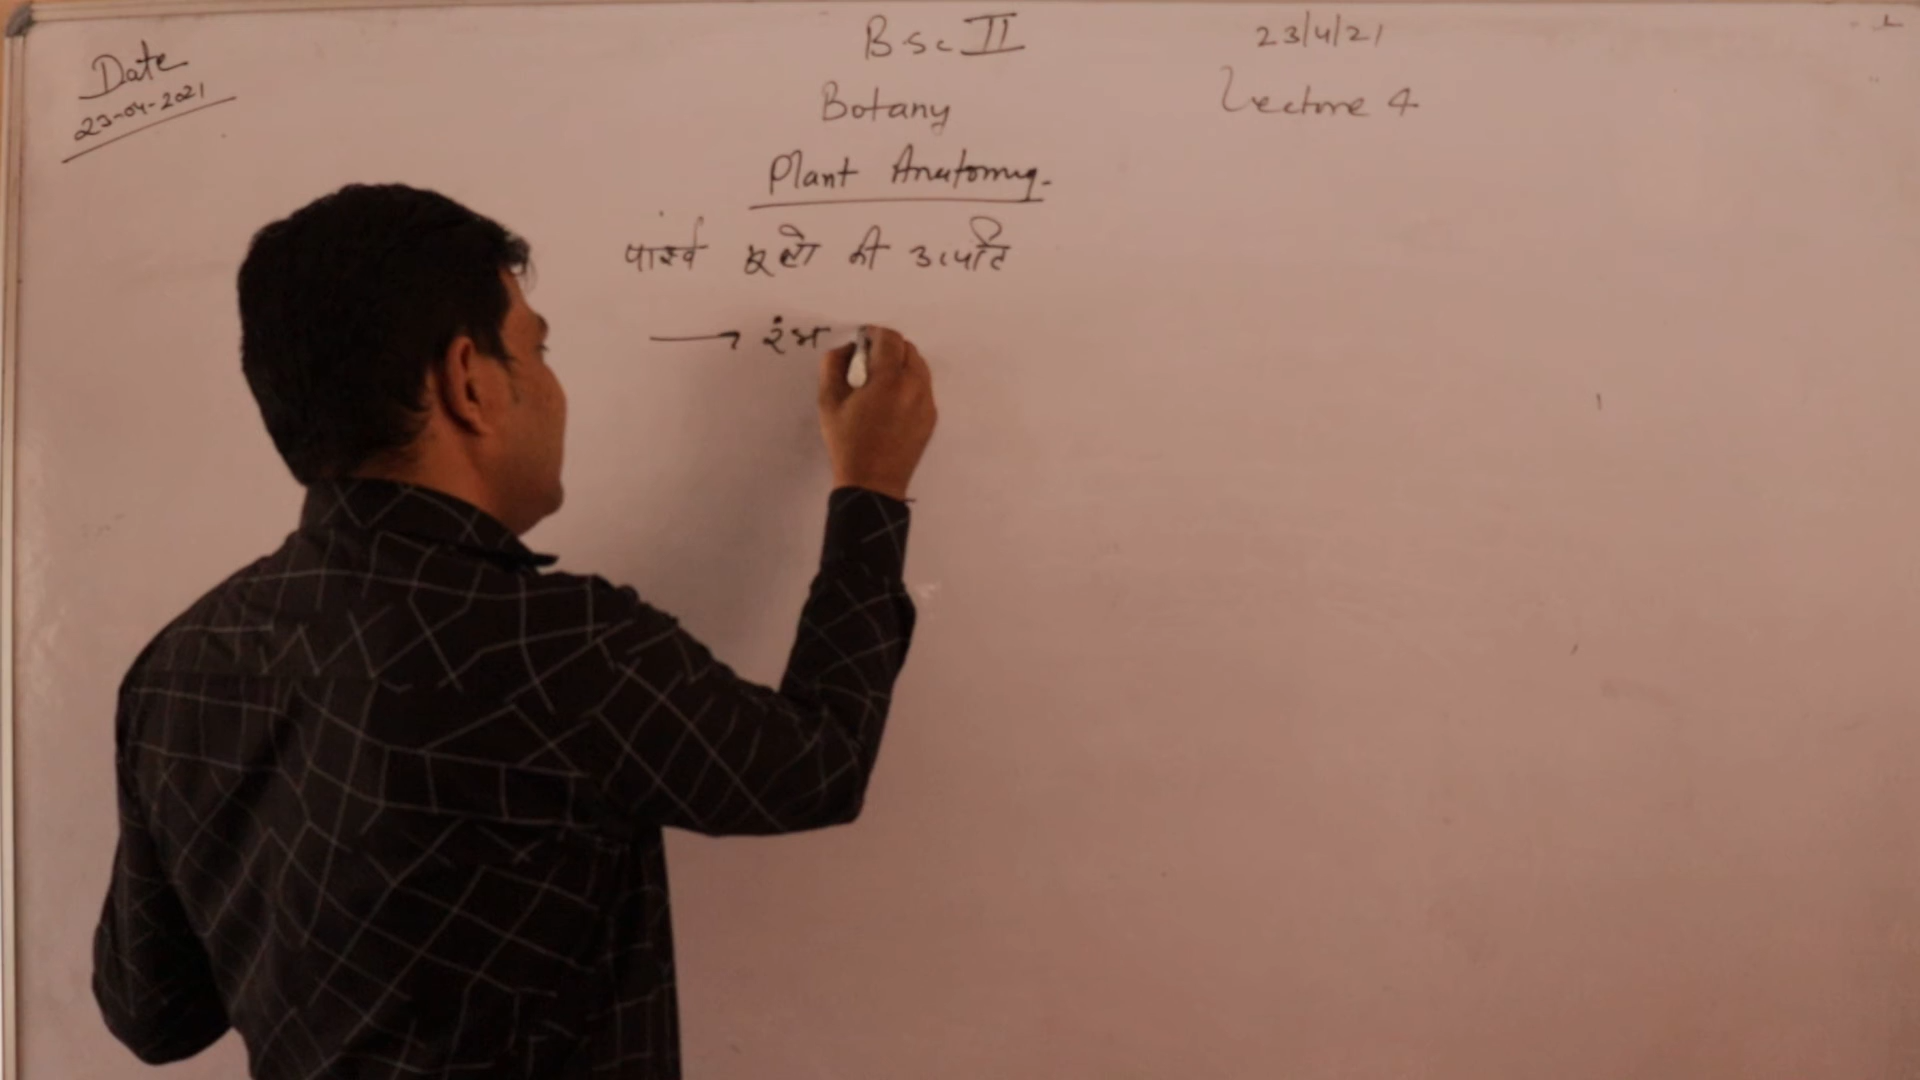 Date
23-04-2021
B.Sc II
23/4/21
Botany
Lecture 4
Plant Anatomy
पार्श्व मूलो की उत्पति
→ रंभ